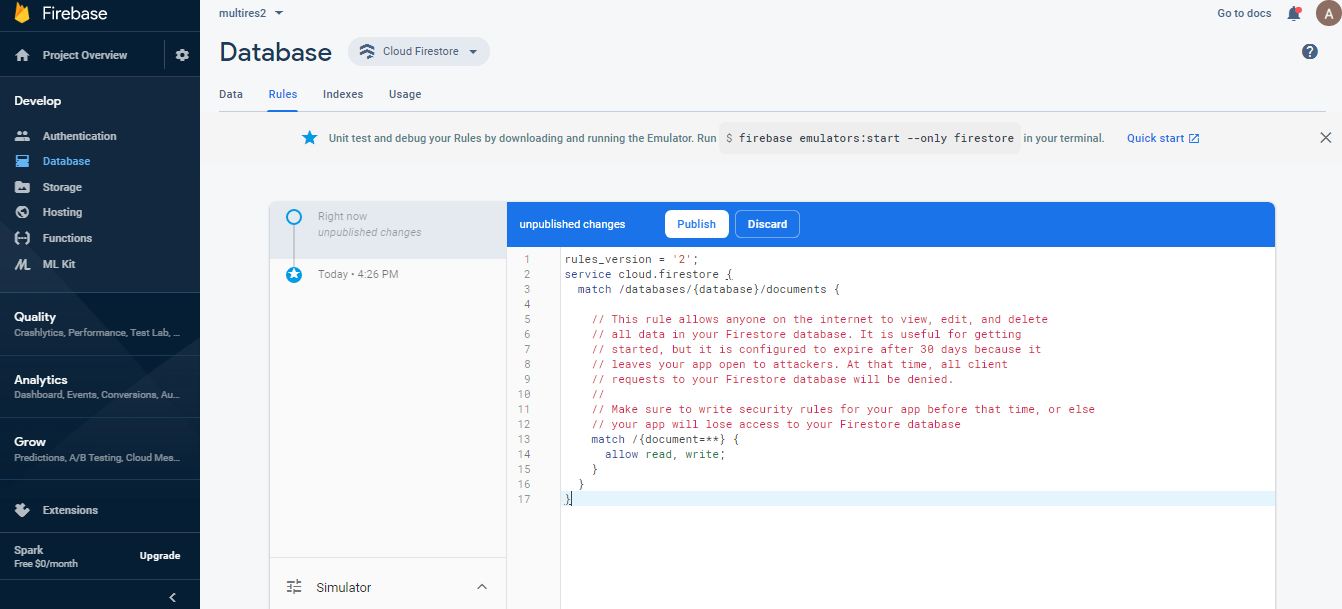 Firebase
Project Overview
Develop
Authentication
Database
Storage
Hosting
Functions
ML Kit
Quality
Crashlytics, Performance, Test Lab, ...
Analytics
Dashboard, Events, Conversions, Au...
Grow
Predictions, A/B Testing, Cloud Mes...
Extensions
Spark
Free $0/month
Upgrade
multires2
Go to docs
A
Database
Cloud Firestore
Data Rules Indexes Usage
Unit test and debug your Rules by downloading and running the Emulator. Run $ firebase emulators:start --only firestore in your terminal. Quick start
Right now
unpublished changes
Today • 4:26 PM
Simulator
unpublished changes Publish Discard
1 rules_version = '2';
2 service cloud.firestore {
3 match /databases/{database}/documents {
4
5 // This rule allows anyone on the internet to view, edit, and delete
6 // all data in your Firestore database. It is useful for getting
7 // started, but it is configured to expire after 30 days because it
8 // leaves your app open to attackers. At that time, all client
9 // requests to your Firestore database will be denied.
10 //
11 // Make sure to write security rules for your app before that time, or else
12 // your app will lose access to your Firestore database
13 match /{document=**} {
14 allow read, write;
15 }
16 }
17 }